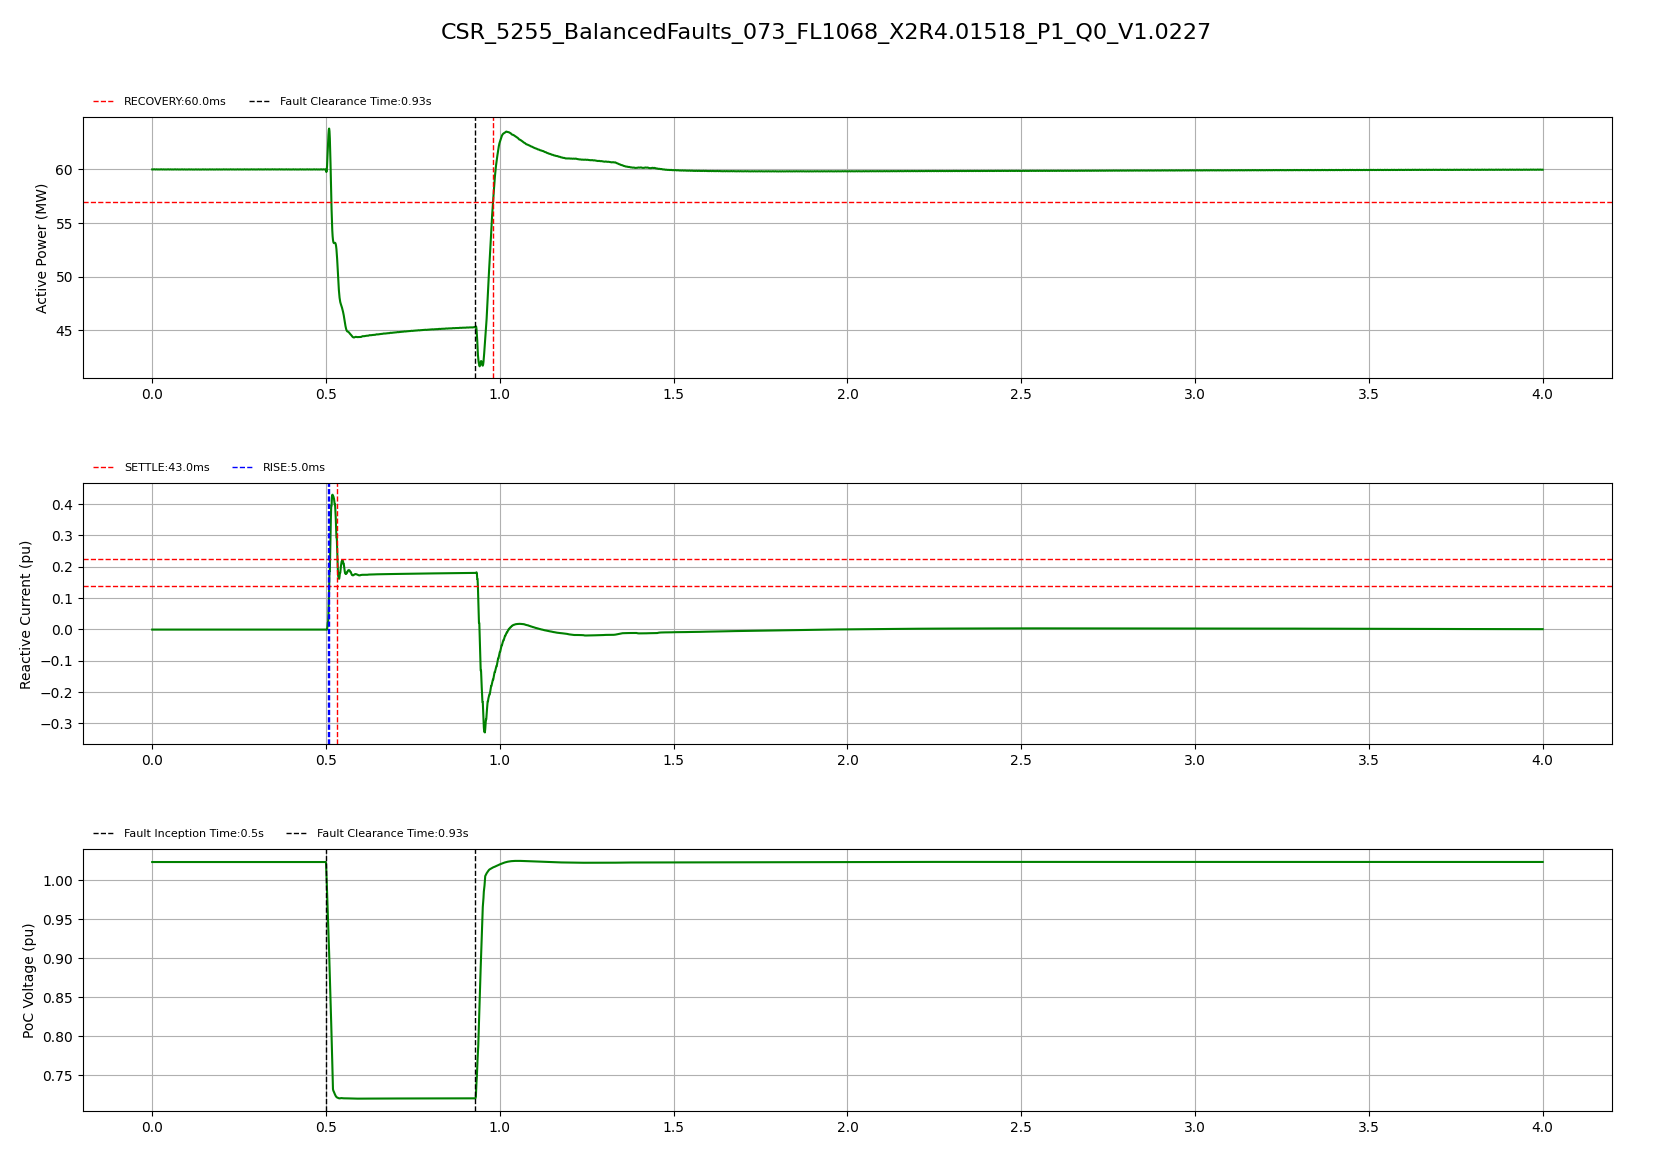 CSR_5255_BalancedFaults_073_FL1068_X2R4.01518_P1_Q0_V1.0227
RECOVERY:60.0ms Fault Clearance Time:0.93s
Active Power (MW)
60
55
50
45
0.0 0.5 1.0 1.5 2.0 2.5 3.0 3.5 4.0
SETTLE:43.0ms RISE:5.0ms
Reactive Current (pu)
0.4
0.3
0.2
0.1
0.0
−0.1
−0.2
−0.3
0.0 0.5 1.0 1.5 2.0 2.5 3.0 3.5 4.0
Fault Inception Time:0.5s Fault Clearance Time:0.93s
PoC Voltage (pu)
1.00
0.95
0.90
0.85
0.80
0.75
0.0 0.5 1.0 1.5 2.0 2.5 3.0 3.5 4.0